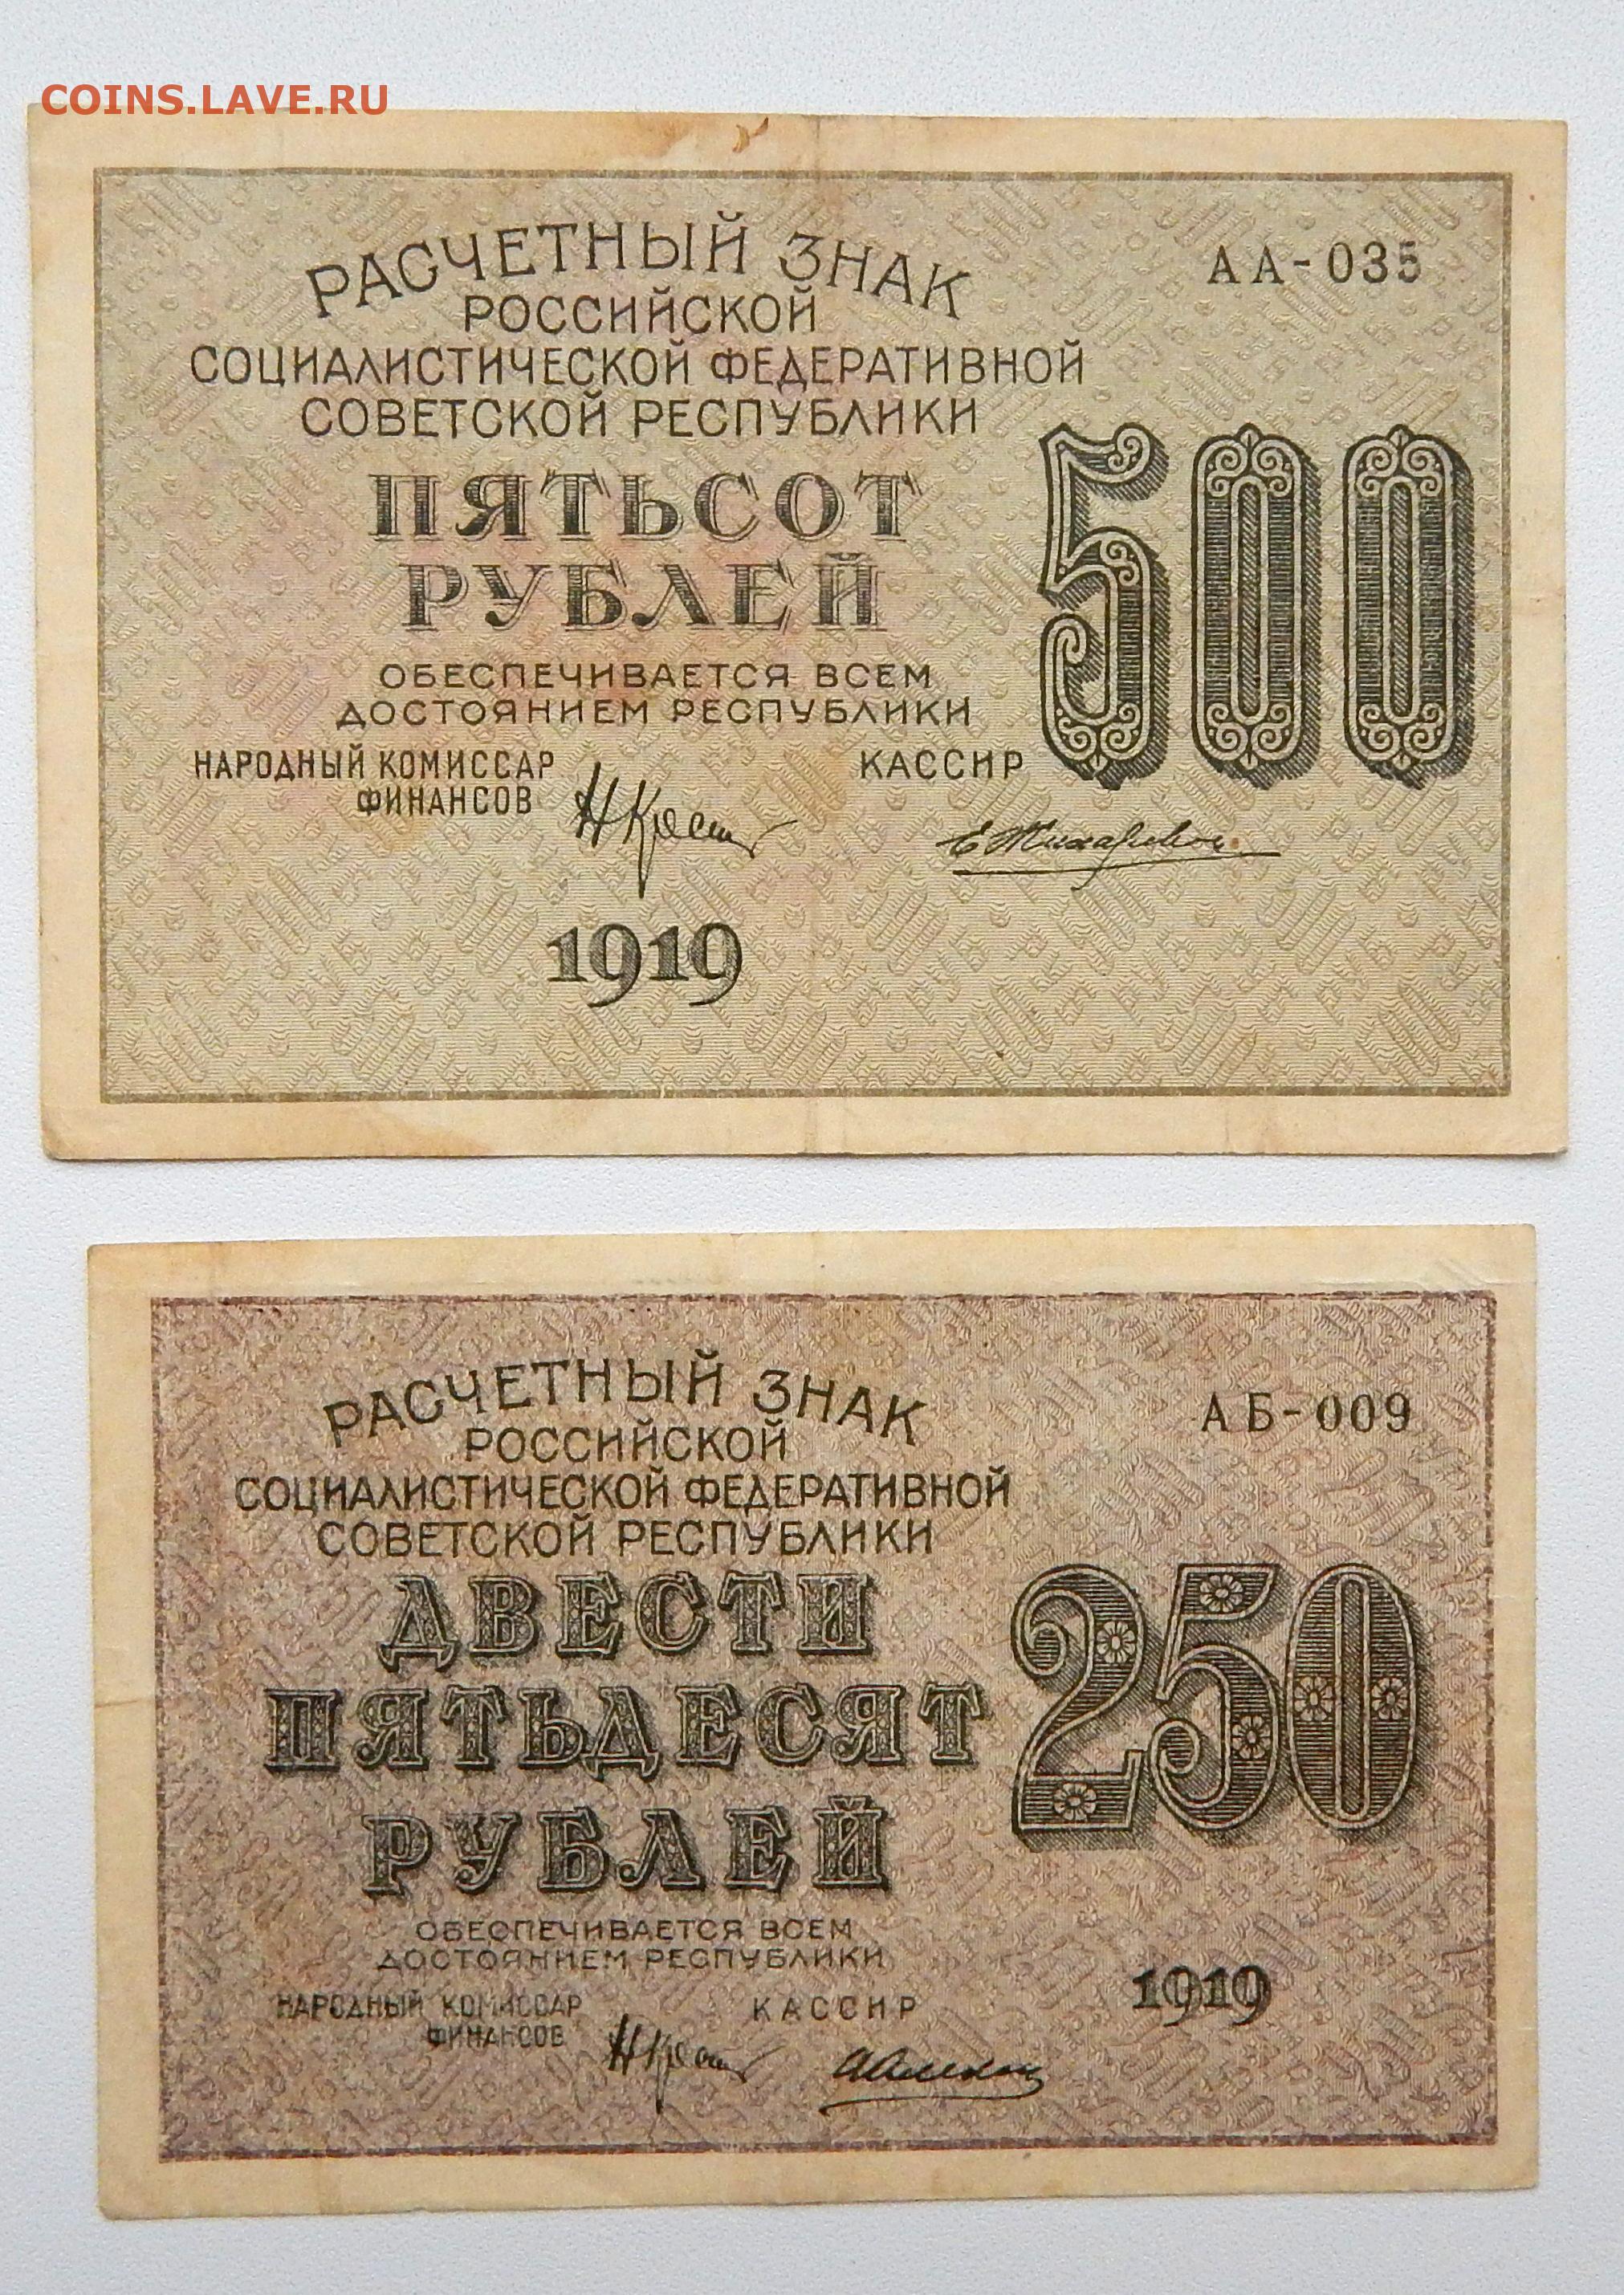 COINS.LAVE.RU
РАСЧЕТНЫЙ ЗНАК
АА-035
РОССИЙСКОЙ
СОЦИАЛИСТИЧЕСКОЙ ФЕДЕРАТИВНОЙ
СОВЕТСКОЙ РЕСПУБЛИКИ
ПЯТЬСОТ
РУБЛЕЙ
500
ОБЕСПЕЧИВАЕТСЯ ВСЕМ
ДОСТОЯНИЕМ РЕСПУБЛИКИ
НАРОДНЫЙ КОМИССАР
ФИНАНСОВ
КАССИР
1919
РАСЧЕТНЫЙ ЗНАК
АБ-009
РОССИЙСКОЙ
СОЦИАЛИСТИЧЕСКОЙ ФЕДЕРАТИВНОЙ
СОВЕТСКОЙ РЕСПУБЛИКИ
ДВЕСТИ
ПЯТЬДЕСЯТ
РУБЛЕЙ
250
ОБЕСПЕЧИВАЕТСЯ ВСЕМ
ДОСТОЯНИЕМ РЕСПУБЛИКИ
НАРОДНЫЙ КОМИССАР
ФИНАНСОВ
КАССИР
1919